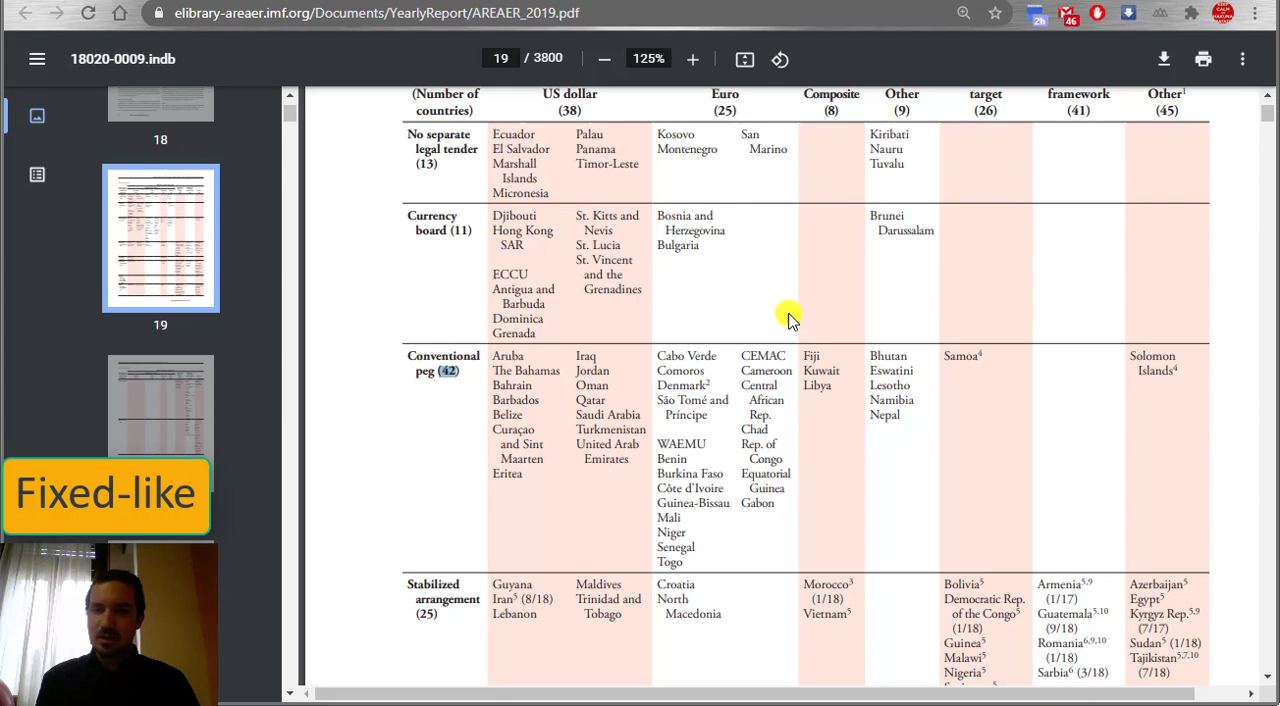 elibrary-areaer.imf.org/Documents/YearlyReport/AREAER_2019.pdf
2h
46
18020-0009.indb
19 / 3800
125%
18
19
Fixed-like
(Number of countries) US dollar (38) Euro (25) Composite (8) Other (9) target (26) framework (41) Other¹ (45)
No separate legal tender (13)
Ecuador
El Salvador
Marshall
Islands
Micronesia
Palau
Panama
Timor-Leste
Kosovo
Montenegro
San
Marino
Kiribati
Nauru
Tuvalu
Currency
board (11)
Djibouti
Hong Kong
SAR
ECCU
Antigua and
Barbuda
Dominica
Grenada
St. Kitts and
Nevis
St. Lucia
St. Vincent
and the
Grenadines
Bosnia and
Herzegovina
Bulgaria
Brunei
Darussalam
Conventional
peg (42)
Aruba
The Bahamas
Bahrain
Barbados
Belize
Curaçao
and Sint
Maarten
Eritea
Iraq
Jordan
Oman
Qatar
Saudi Arabia
Turkmenistan
United Arab
Emirates
Cabo Verde
Comoros
Denmark²
São Tomé and
Príncipe
WAEMU
Benin
Burkina Faso
Côte d'Ivoire
Guinea-Bissau
Mali
Niger
Senegal
Togo
CEMAC
Cameroon
Central
African
Rep.
Chad
Rep. of
Congo
Equatorial
Guinea
Gabon
Fiji
Kuwait
Libya
Bhutan
Eswatini
Lesotho
Namibia
Nepal
Samoa⁴
Solomon
Islands⁴
Stabilized
arrangement
(25)
Guyana
Iran⁵ (8/18)
Lebanon
Maldives
Trinidad and
Tobago
Croatia
North
Macedonia
Morocco³
(1/18)
Vietnam⁵
Bolivia⁵
Democratic Rep.
of the Congo⁵
(1/18)
Guinea⁵
Malawi⁵
Nigeria⁵
Armenia⁵,⁹
(1/17)
Guatemala⁵,¹⁰
(9/18)
Romania⁶,⁹,¹⁰
(1/18)
Sarbia⁶ (3/18)
Azerbaijan⁵
Egypt⁵
Kyrgyz Rep.⁵,⁹
(7/17)
Sudan⁵ (1/18)
Tajikistan⁵,⁷,¹⁰
(7/18)